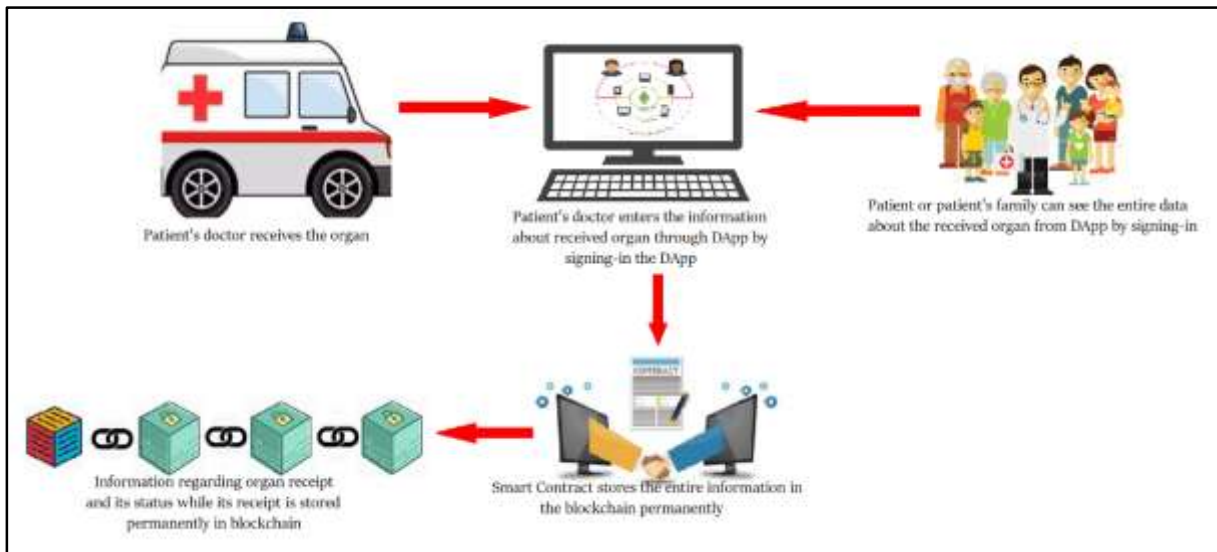 Patient's doctor receives the organ
Patient's doctor enters the information
about received organ through DApp by
signing-in the DApp
Patient or patient's family can see the entire data
about the received organ from DApp by signing-in
CONTRACT
Information regarding organ receipt
and its status while its receipt is stored
permanently in blockchain
Smart Contract stores the entire information in
the blockchain permanently